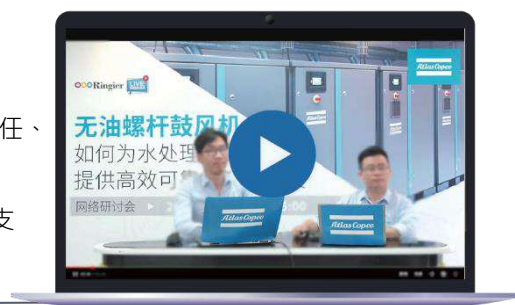 任、
支
Ringier LIVE
Atlas Copco
无油螺杆鼓风机
如何为水处理
提供高效可
网络研讨会
Atlas Copco
Atlas Copco